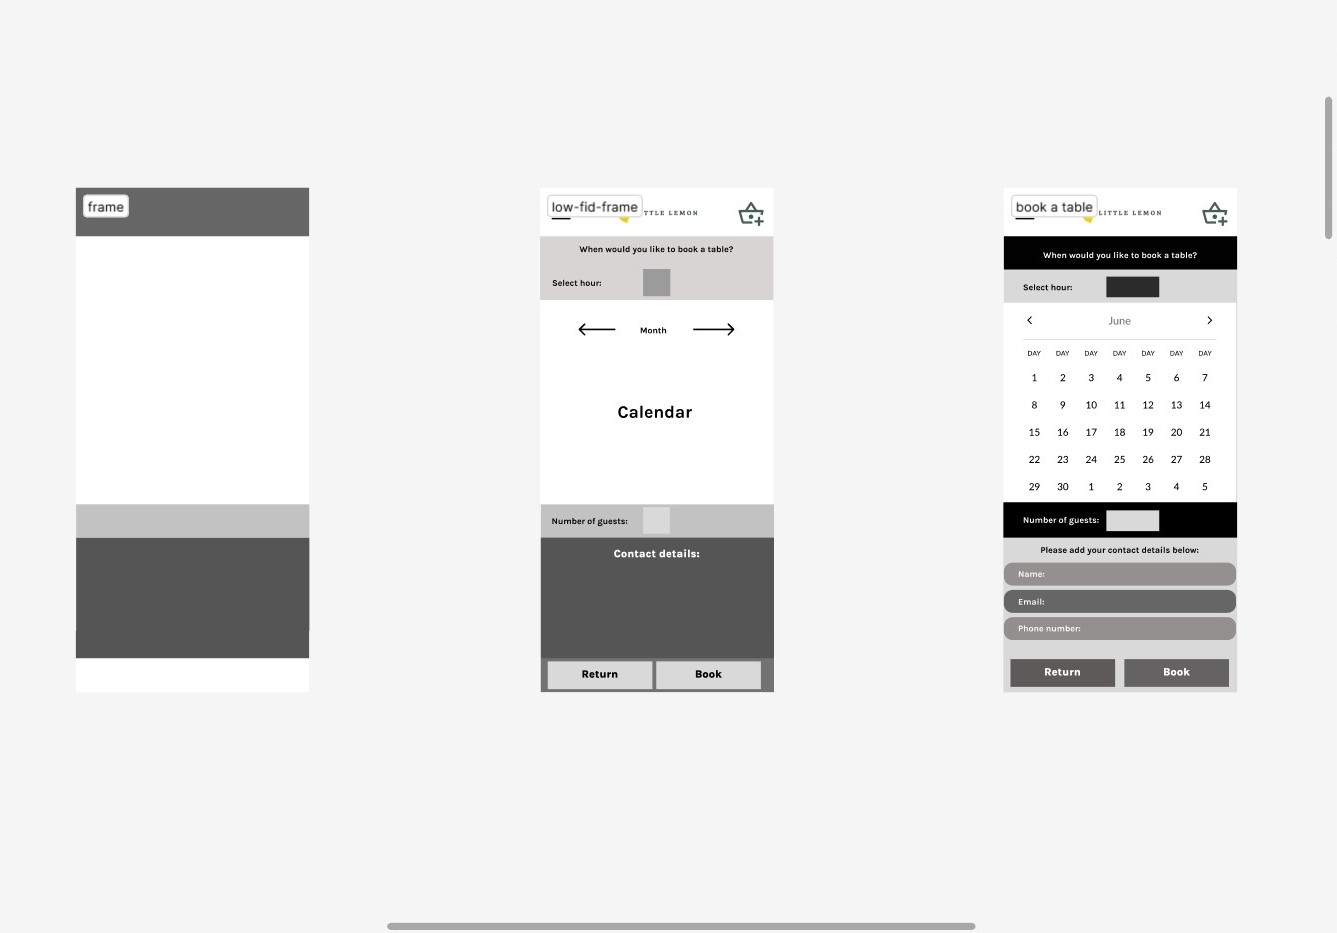 frame
low-fid-frame
TTLE LEMON
When would you like to book a table?
Select hour:
Month
Calendar
Number of guests:
Contact details:
Return Book
book a table
LITTLE LEMON
When would you like to book a table?
Select hour:
June
DAY DAY DAY DAY DAY DAY DAY
1 2 3 4 5 6 7
8 9 10 11 12 13 14
15 16 17 18 19 20 21
22 23 24 25 26 27 28
29 30 1 2 3 4 5
Number of guests:
Please add your contact details below:
Name:
Email:
Phone number:
Return Book